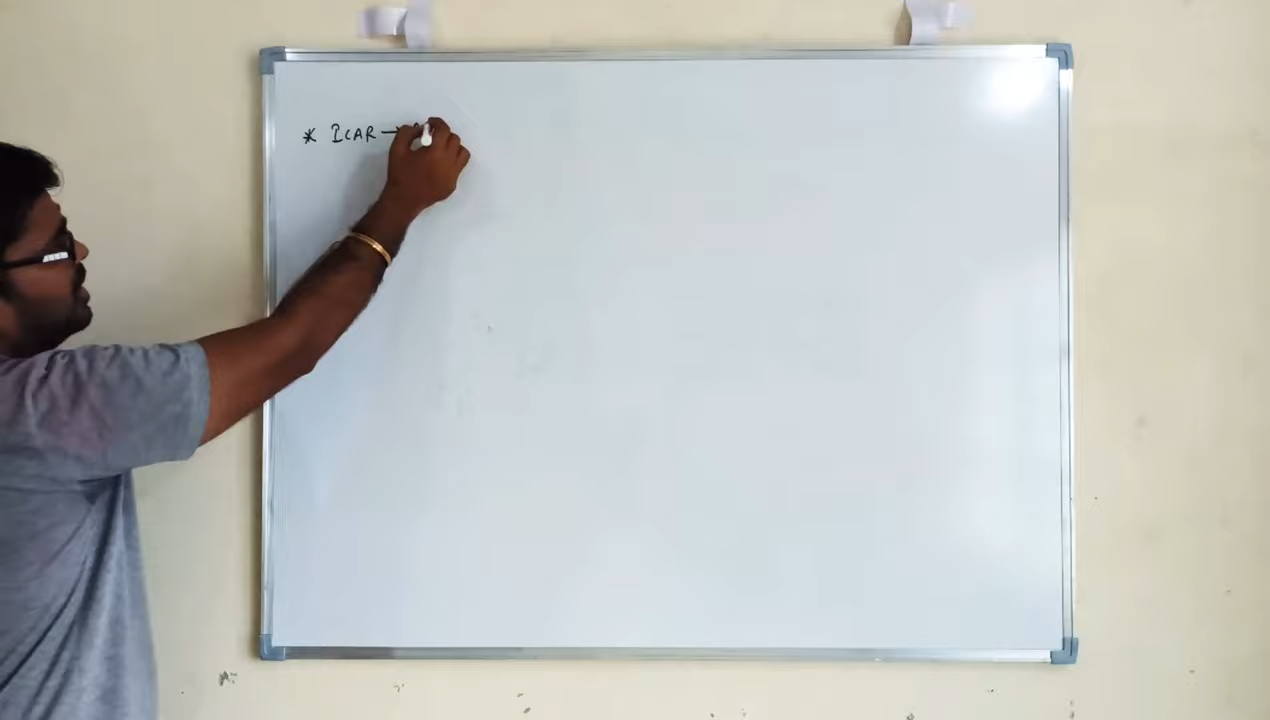 * ICAR →